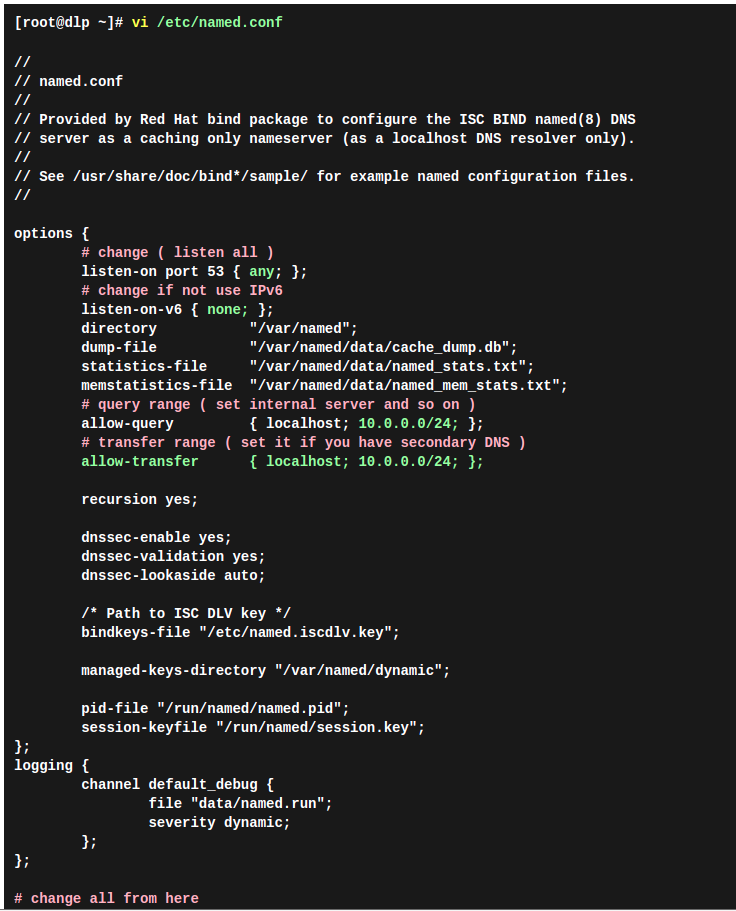 [root@dlp ~]# vi /etc/named.conf
//
// named.conf
//
// Provided by Red Hat bind package to configure the ISC BIND named(8) DNS
// server as a caching only nameserver (as a localhost DNS resolver only).
//
// See /usr/share/doc/bind*/sample/ for example named configuration files.
//
options {
# change ( listen all )
listen-on port 53 { any; };
# change if not use IPv6
listen-on-v6 { none; };
directory "/var/named";
dump-file "/var/named/data/cache_dump.db";
statistics-file "/var/named/data/named_stats.txt";
memstatistics-file "/var/named/data/named_mem_stats.txt";
# query range ( set internal server and so on )
allow-query { localhost; 10.0.0.0/24; };
# transfer range ( set it if you have secondary DNS )
allow-transfer { localhost; 10.0.0.0/24; };
recursion yes;
dnssec-enable yes;
dnssec-validation yes;
dnssec-lookaside auto;
/* Path to ISC DLV key */
bindkeys-file "/etc/named.iscdlv.key";
managed-keys-directory "/var/named/dynamic";
pid-file "/run/named/named.pid";
session-keyfile "/run/named/session.key";
};
logging {
channel default_debug {
file "data/named.run";
severity dynamic;
};
};
# change all from here